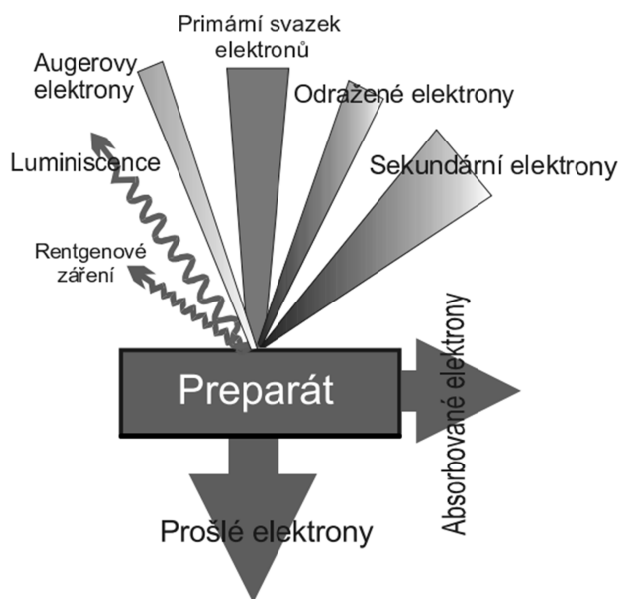 Primární svazek
elektronů
Augerovy
elektrony
Odražené elektrony
Luminiscence
Sekundární elektrony
Rentgenové
záření
Preparát
Absorbované elektrony
Prošlé elektrony